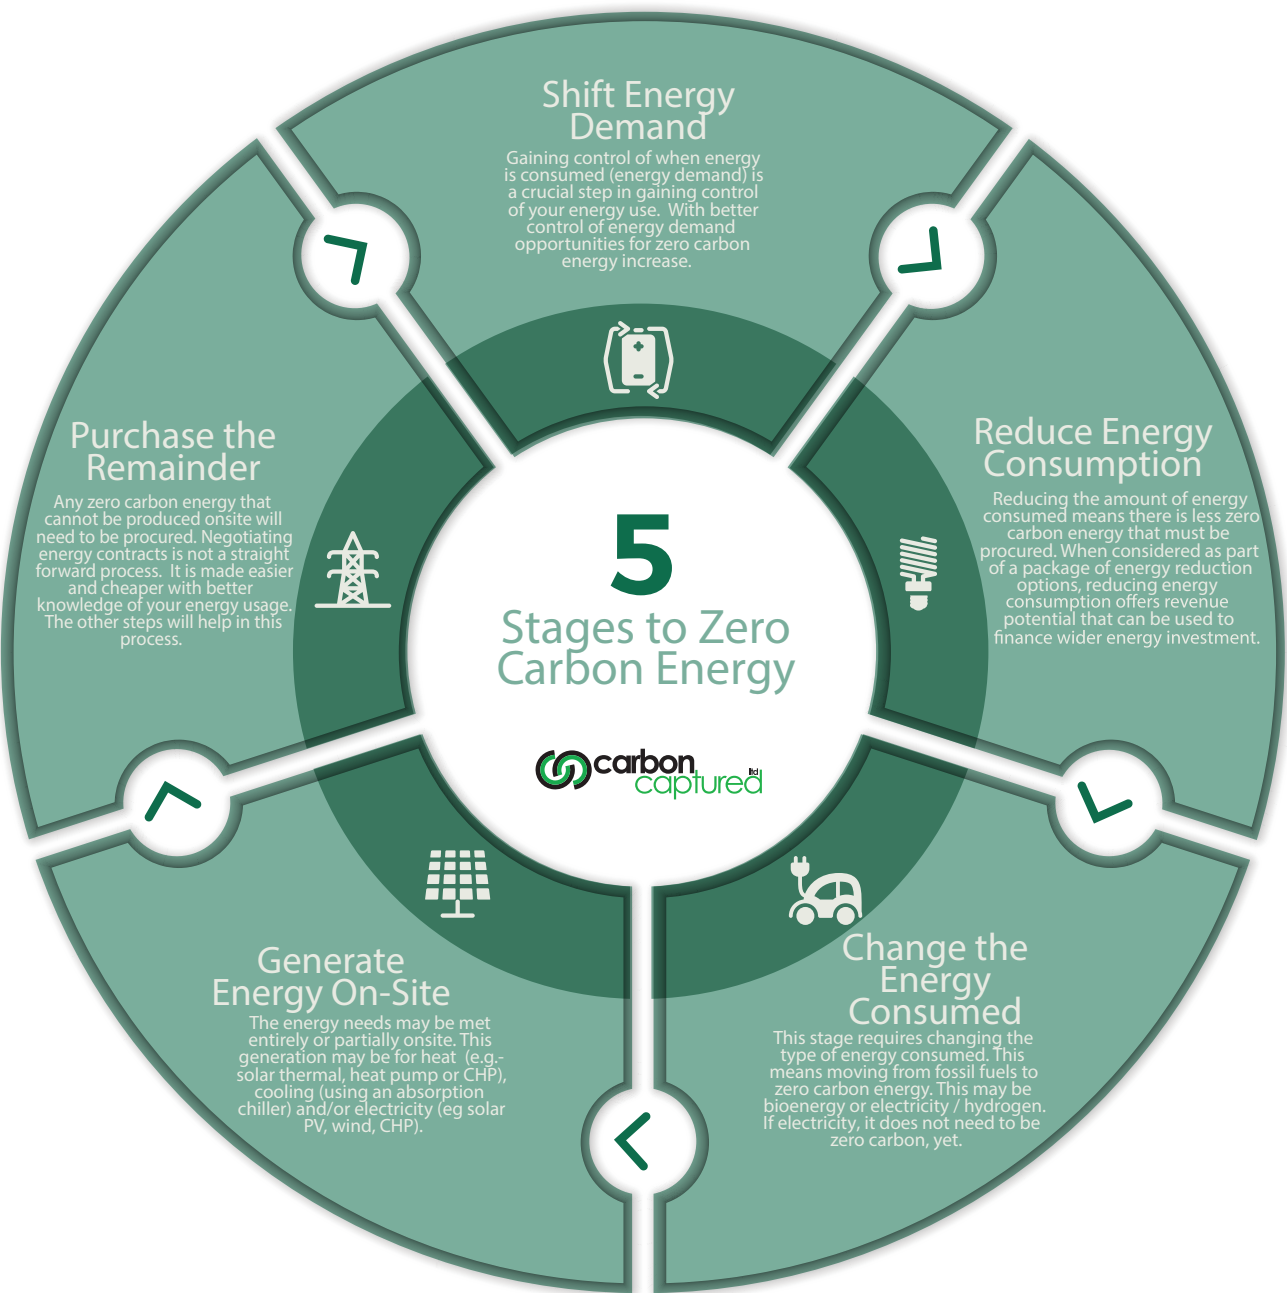 Shift Energy
Demand
Gaining control of when energy
is consumed (energy demand) is
a crucial step in gaining control
of your energy use.  With better
control of energy demand
opportunities for zero carbon
energy increase.
Reduce Energy
Consumption
Reducing the amount of energy
consumed means there is less zero
carbon energy that must be
procured. When considered as part
of a package of energy reduction
options, reducing energy
consumption offers revenue
potential that can be used to
finance wider energy investment.
Change the
Energy
Consumed
This stage requires changing the
type of energy consumed. This
means moving from fossil fuels to
zero carbon energy. This may be
bioenergy or electricity / hydrogen.
If electricity, it does not need to be
zero carbon, yet.
Generate
Energy On-Site
The energy needs may be met
entirely or partially onsite. This
generation may be for heat  (e.g.-
solar thermal, heat pump or CHP),
cooling (using an absorption
chiller) and/or electricity (eg solar
PV, wind, CHP).
Purchase the
Remainder
Any zero carbon energy that
cannot be produced onsite will
need to be procured. Negotiating
energy contracts is not a straight
forward process.  It is made easier
and cheaper with better
knowledge of your energy usage.
The other steps will help in this
process.
5
Stages to Zero
Carbon Energy
carbon
captured ltd